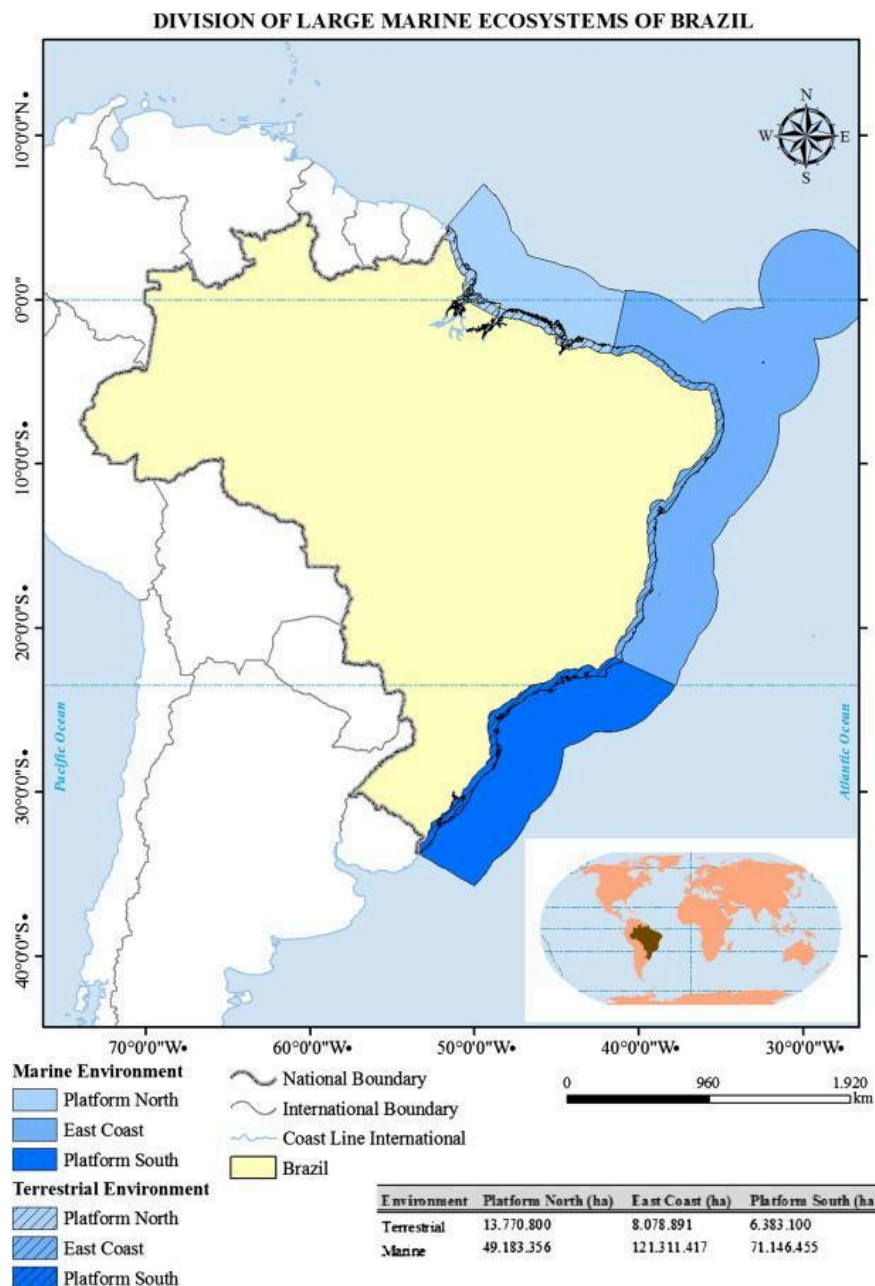 DIVISION OF LARGE MARINE ECOSYSTEMS OF BRAZIL
N
W E
S
10°0'0"N
0°0'0"
10°0'0"S
20°0'0"S
30°0'0"S
40°0'0"S
Pacific Ocean
Atlantic Ocean
70°0'0"W 60°0'0"W 50°0'0"W 40°0'0"W 30°0'0"W
Marine Environment
Platform North
East Coast
Platform South
Terrestrial Environment
Platform North
East Coast
Platform South
National Boundary
International Boundary
Coast Line International
Brazil
0 960 1.920
km
Environment Platform North (ha) East Coast (ha) Platform South (ha
Terrestrial 13.770.800 8.078.891 6.383.100
Marine 49.183.356 121.311.417 71.146.455